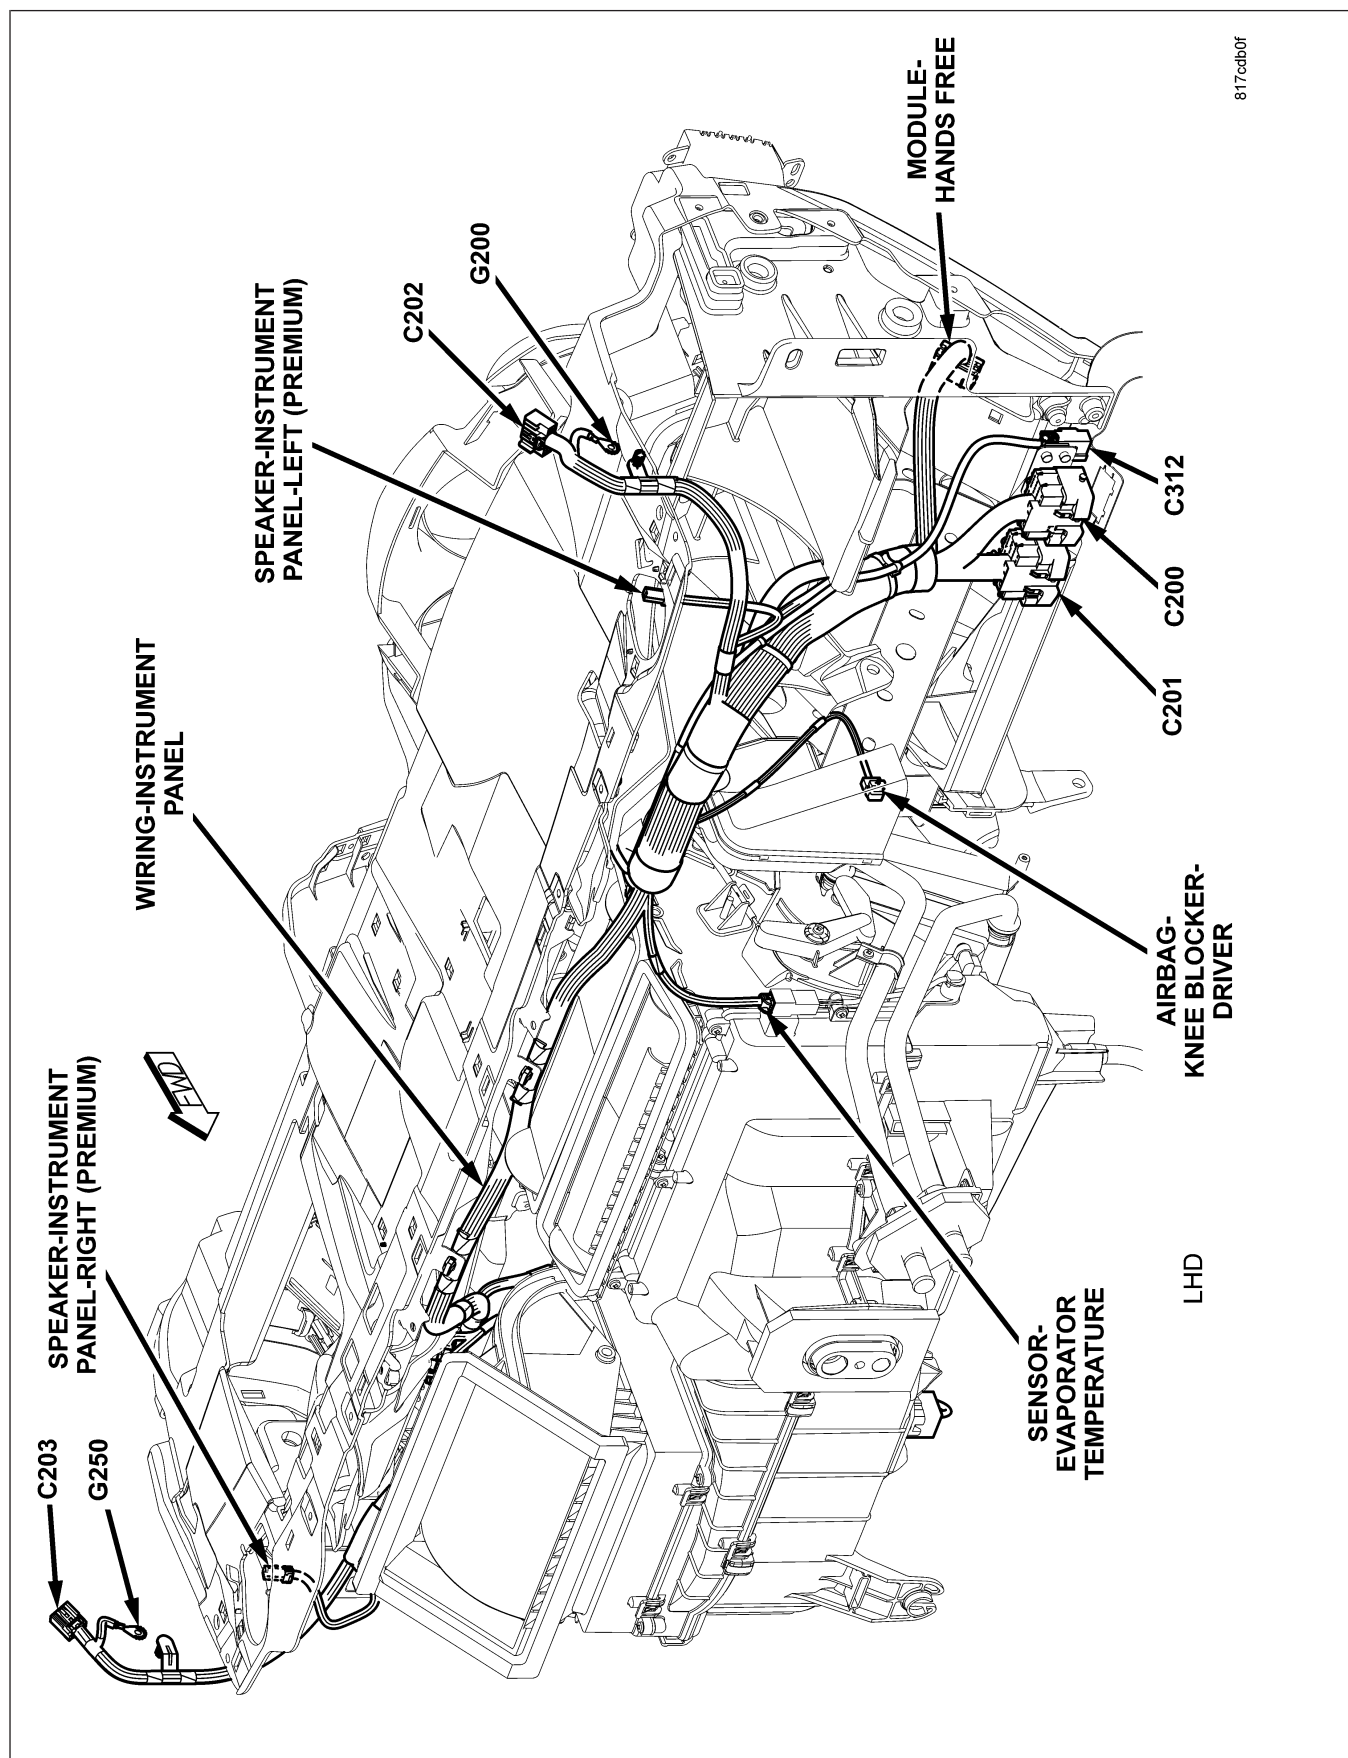 817cdb0f
MODULE-
HANDS FREE
G200
C202
SPEAKER-INSTRUMENT
PANEL-LEFT (PREMIUM)
WIRING-INSTRUMENT
PANEL
FWD
SPEAKER-INSTRUMENT
PANEL-RIGHT (PREMIUM)
C203
G250
C312
C200
C201
AIRBAG-
KNEE BLOCKER-
DRIVER
SENSOR-
EVAPORATOR
TEMPERATURE
LHD